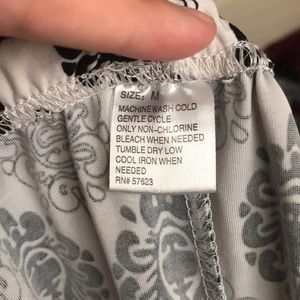 SIZE: M
MACHINE WASH COLD
GENTLE CYCLE
ONLY NON-CHLORINE
BLEACH WHEN NEEDED
TUMBLE DRY LOW
COOL IRON WHEN
NEEDED
RN# 57623